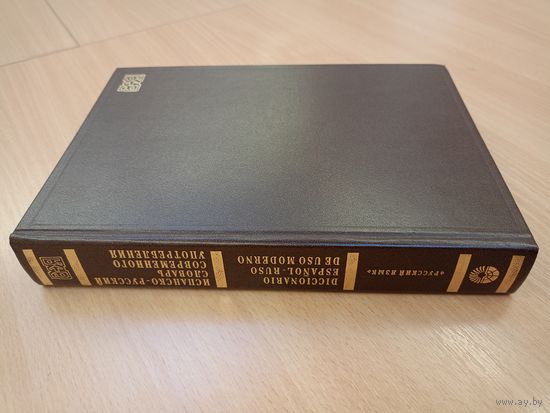 ИСПАНСКО-РУССКИЙ
СЛОВАРЬ
СОВРЕМЕННОГО
УПОТРЕБЛЕНИЯ
DICCIONARIO
ESPAÑOL-RUSO
DE USO MODERNO
«РУССКИЙ ЯЗЫК»
www.ay.by